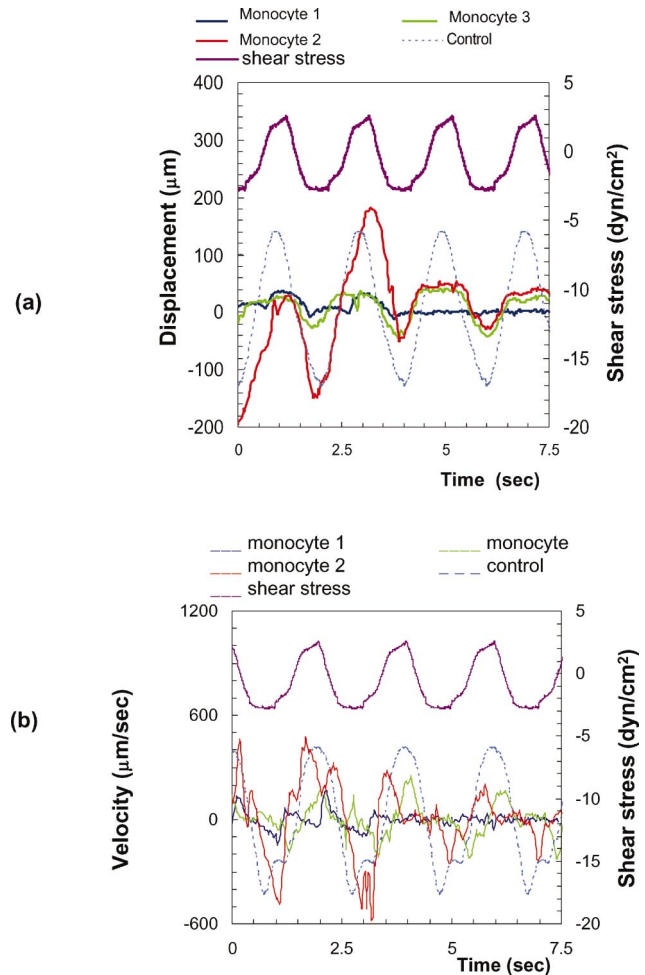 Monocyte 1 Monocyte 3
Monocyte 2 Control
shear stress
400 5
300 0
200 -5
100
(a)
0 -10
-100 -15
-200 -20
0 2.5 5 7.5
Displacement (µm)
Shear stress (dyn/cm²)
Time (sec)
monocyte 1 monocyte
monocyte 2 control
shear stress
1200 5
0
600 -5
(b)
0 -10
-15
-600 -20
0 2.5 5 7.5
Velocity (µm/sec)
Shear stress (dyn/cm²)
Time (sec)